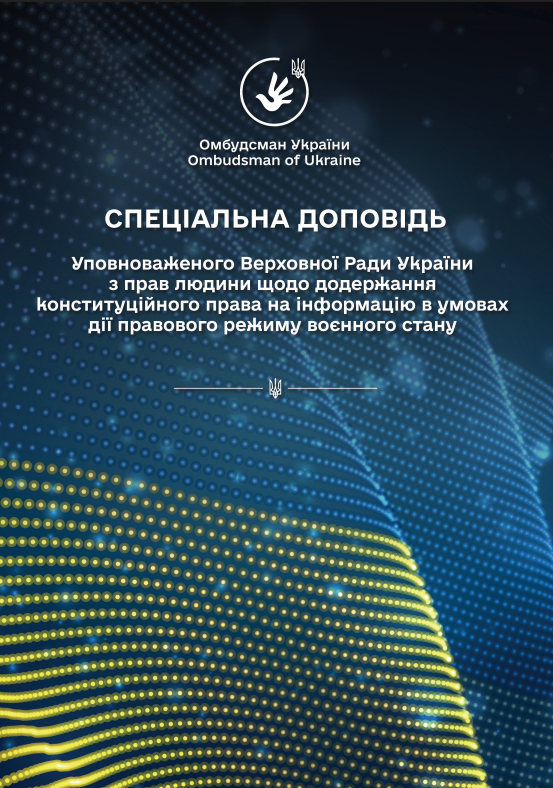 Омбудсман України
Ombudsman of Ukraine
СПЕЦІАЛЬНА ДОПОВІДЬ
Уповноваженого Верховної Ради України
з прав людини щодо додержання
конституційного права на інформацію в умовах
дії правового режиму воєнного стану